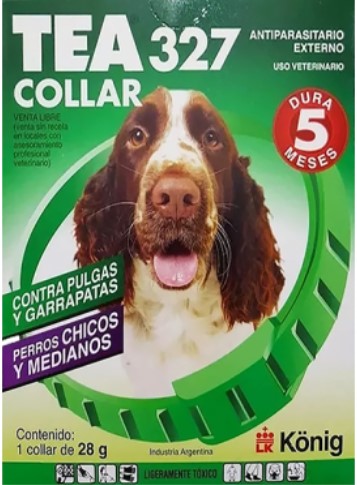 TEA 327
COLLAR
ANTIPARASITARIO
EXTERNO
USO VETERINARIO
VENTA LIBRE
(venta sin receta
en locales con
asesoramiento
profesional
veterinario)
DURA
5
MESES
CONTRA PULGAS
Y GARRAPATAS
PERROS CHICOS
Y MEDIANOS
Contenido:
1 collar de 28 g
Industria Argentina
LK König
LIGERAMENTE TÓXICO